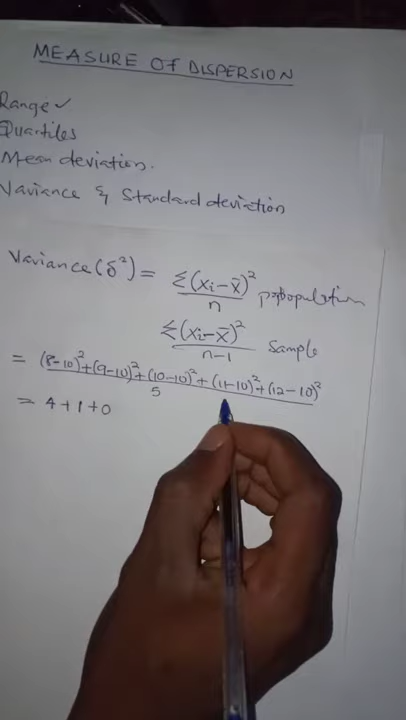 MEASURE OF DISPERSION
Range ✓
Quartiles
Mean deviation.
Variance & Standard deviation
Variance (δ²) = Σ(xᵢ-x̄)² / n population
Σ(xᵢ-x̄)² / n-1 Sample
= (8-10)²+(9-10)²+(10-10)²+(11-10)²+(12-10)² / 5
= 4+1+0